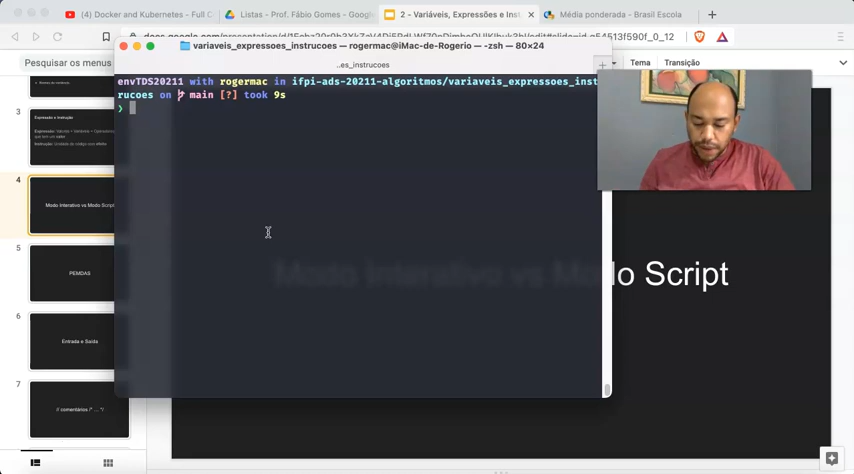 (4) Docker and Kubernetes - Full C
Listas - Prof. Fábio Gomes - Google
2 - Variáveis, Expressões e Inst
Média ponderada - Brasil Escola
variaveis_expressoes_instrucoes — rogermac@iMac-de-Rogerio — -zsh — 80x24
Pesquisar os menus
..es_instrucoes
Tema
Transição
envTDS20211 with rogermac in ifpi-ads-20211-algoritmos/variaveis_expressoes_inst
rucoes on main [?] took 9s
❯
3
Expressão e Instrução
4
Modo Interativo vs Modo Script
5
PEMDAS
6
Entrada e Saída
7
// comentários /* ... */
Modo Interativo vs Modo Script